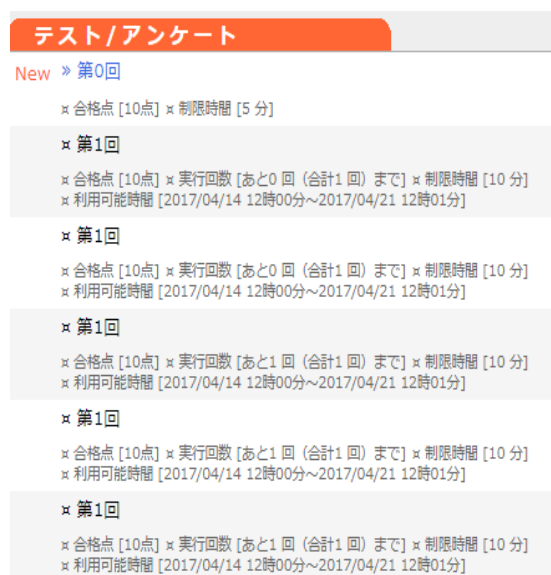 テスト/アンケート
New » 第0回
¤ 合格点 [10点] ¤ 制限時間 [5 分]
¤ 第1回
¤ 合格点 [10点] ¤ 実行回数 [あと0 回（合計1 回）まで] ¤ 制限時間 [10 分]
¤ 利用可能時間 [2017/04/14 12時00分～2017/04/21 12時01分]
¤ 第1回
¤ 合格点 [10点] ¤ 実行回数 [あと0 回（合計1 回）まで] ¤ 制限時間 [10 分]
¤ 利用可能時間 [2017/04/14 12時00分～2017/04/21 12時01分]
¤ 第1回
¤ 合格点 [10点] ¤ 実行回数 [あと1 回（合計1 回）まで] ¤ 制限時間 [10 分]
¤ 利用可能時間 [2017/04/14 12時00分～2017/04/21 12時01分]
¤ 第1回
¤ 合格点 [10点] ¤ 実行回数 [あと1 回（合計1 回）まで] ¤ 制限時間 [10 分]
¤ 利用可能時間 [2017/04/14 12時00分～2017/04/21 12時01分]
¤ 第1回
¤ 合格点 [10点] ¤ 実行回数 [あと1 回（合計1 回）まで] ¤ 制限時間 [10 分]
¤ 利用可能時間 [2017/04/14 12時00分～2017/04/21 12時01分]